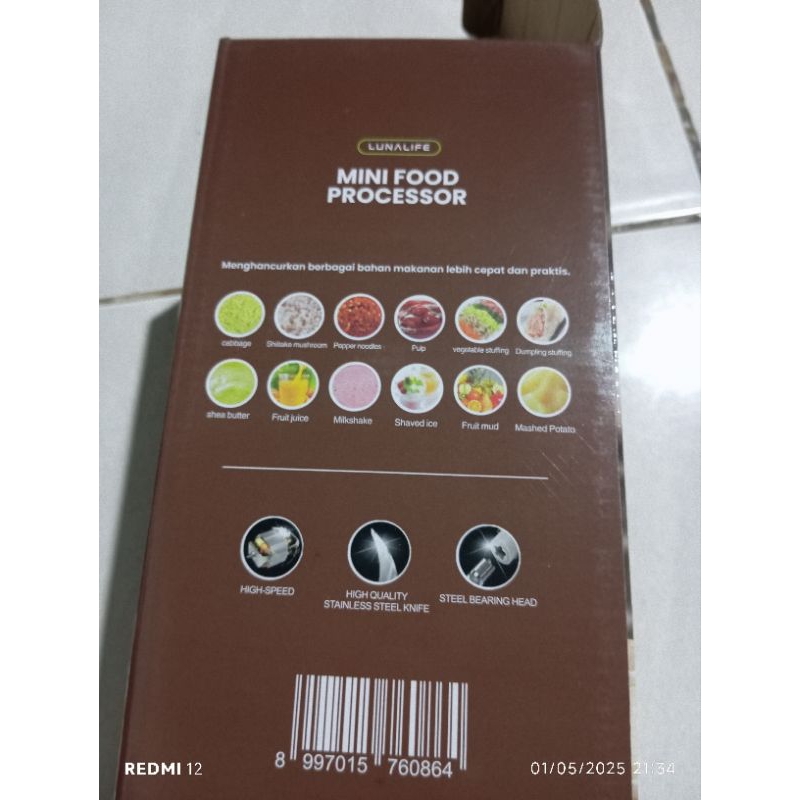 LUNALIFE
MINI FOOD
PROCESSOR
Menghancurkan berbagai bahan makanan lebih cepat dan praktis.
cabbage Shiitake mushroom Pepper noodles Pulp vegetable stuffing Dumpling stuffing
shea butter Fruit juice Milkshake Shaved ice Fruit mud Mashed Potato
HIGH-SPEED
HIGH QUALITY
STAINLESS STEEL KNIFE
STEEL BEARING HEAD
8 997015 760864
REDMI 12
01/05/2025 21:34